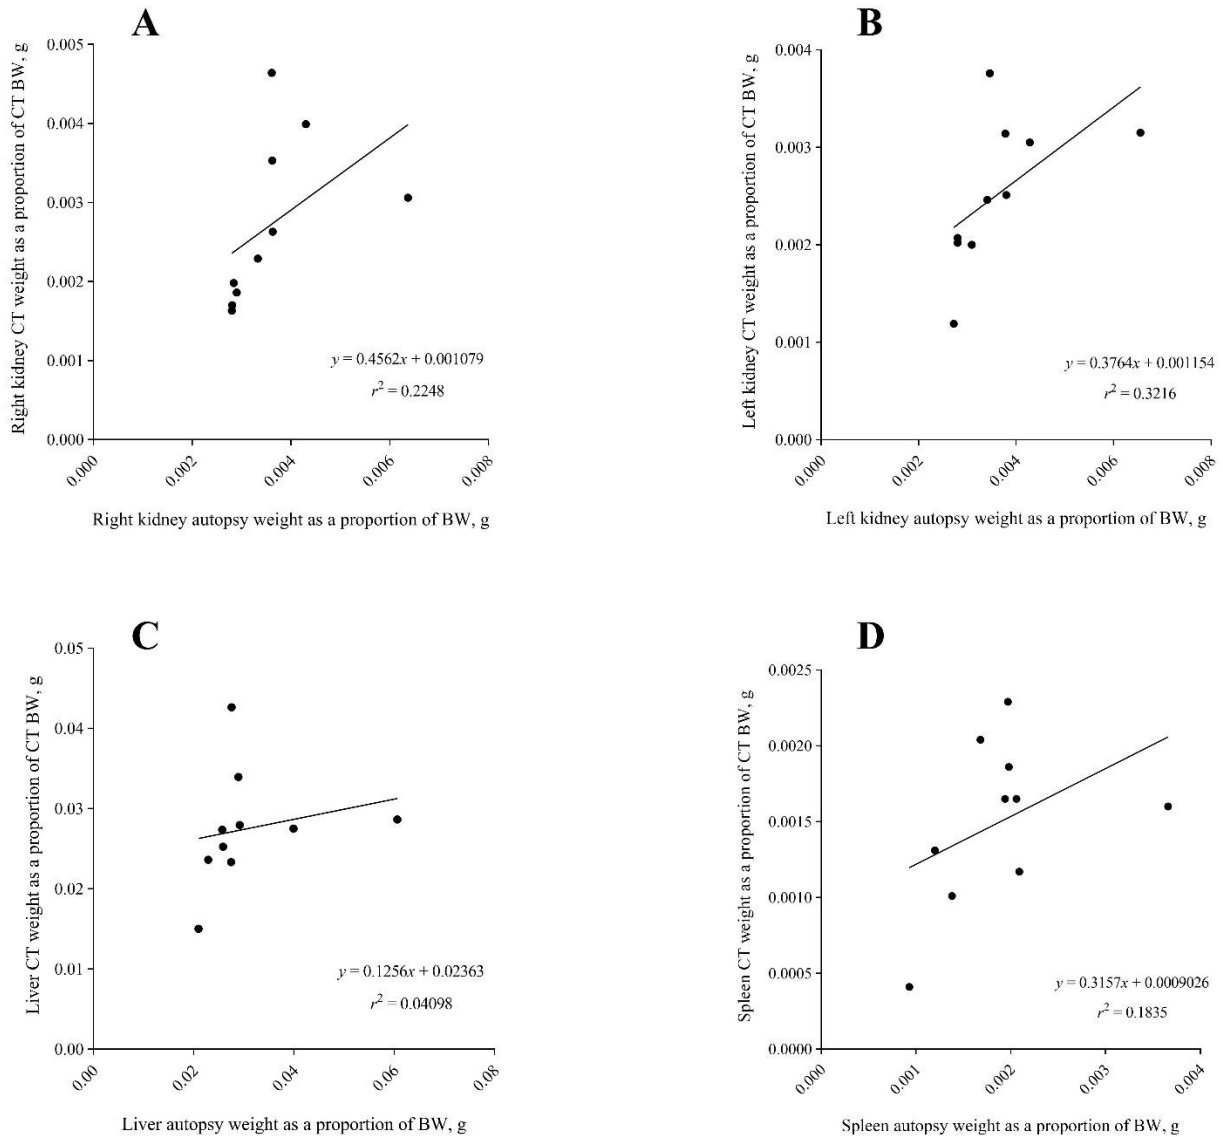 A
Right kidney CT weight as a proportion of CT BW, g
0.005
0.004
0.003
0.002
0.001
0.000
y = 0.4562x + 0.001079
r² = 0.2248
0.000
0.002
0.004
0.006
0.008
Right kidney autopsy weight as a proportion of BW, g
B
Left kidney CT weight as a proportion of CT BW, g
0.004
0.003
0.002
0.001
0.000
y = 0.3764x + 0.001154
r² = 0.3216
0.000
0.002
0.004
0.006
0.008
Left kidney autopsy weight as a proportion of BW, g
C
Liver CT weight as a proportion of CT BW, g
0.05
0.04
0.03
0.02
0.01
0.00
y = 0.1256x + 0.02363
r² = 0.04098
0.00
0.02
0.04
0.06
0.08
Liver autopsy weight as a proportion of BW, g
D
Spleen CT weight as a proportion of CT BW, g
0.0025
0.0020
0.0015
0.0010
0.0005
0.0000
y = 0.3157x + 0.0009026
r² = 0.1835
0.000
0.001
0.002
0.003
0.004
Spleen autopsy weight as a proportion of BW, g